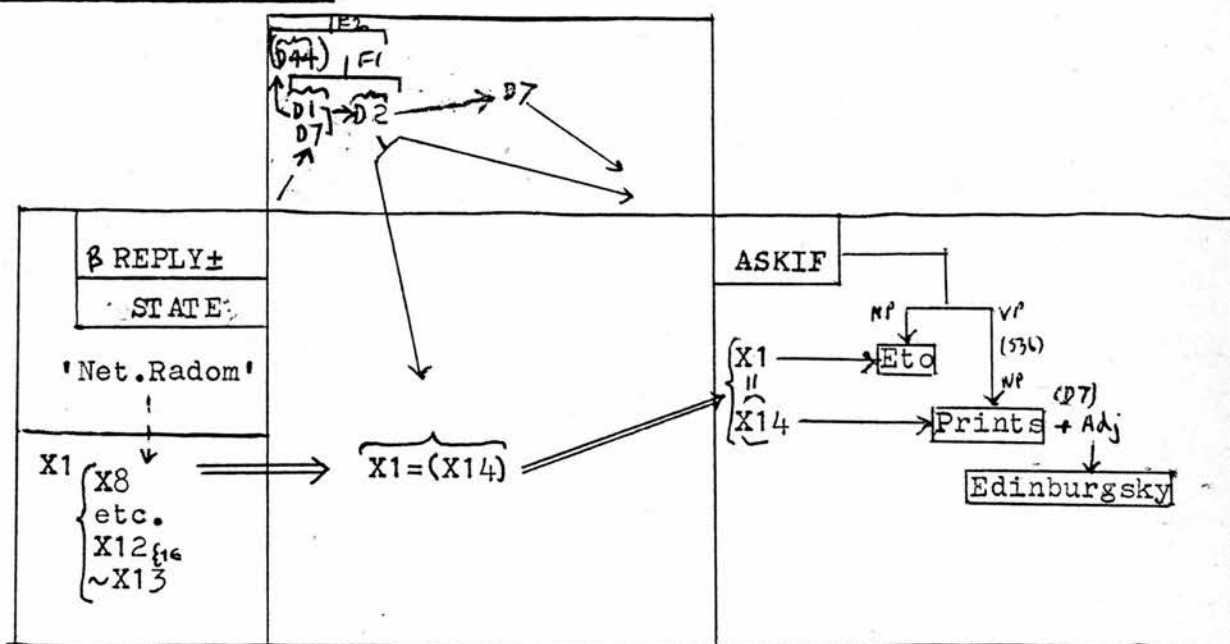 E2
(D44) F1
D1 → D2 → D7
D7
β REPLY±
STATE
'Net.Radom'
X1
X8
etc.
X12
~X13
X1=(X14)
ASKIF
NP VP
(S36)
X1 → Eto
=
NP (D7)
X14 → Prints + Adj
Edinburgsky